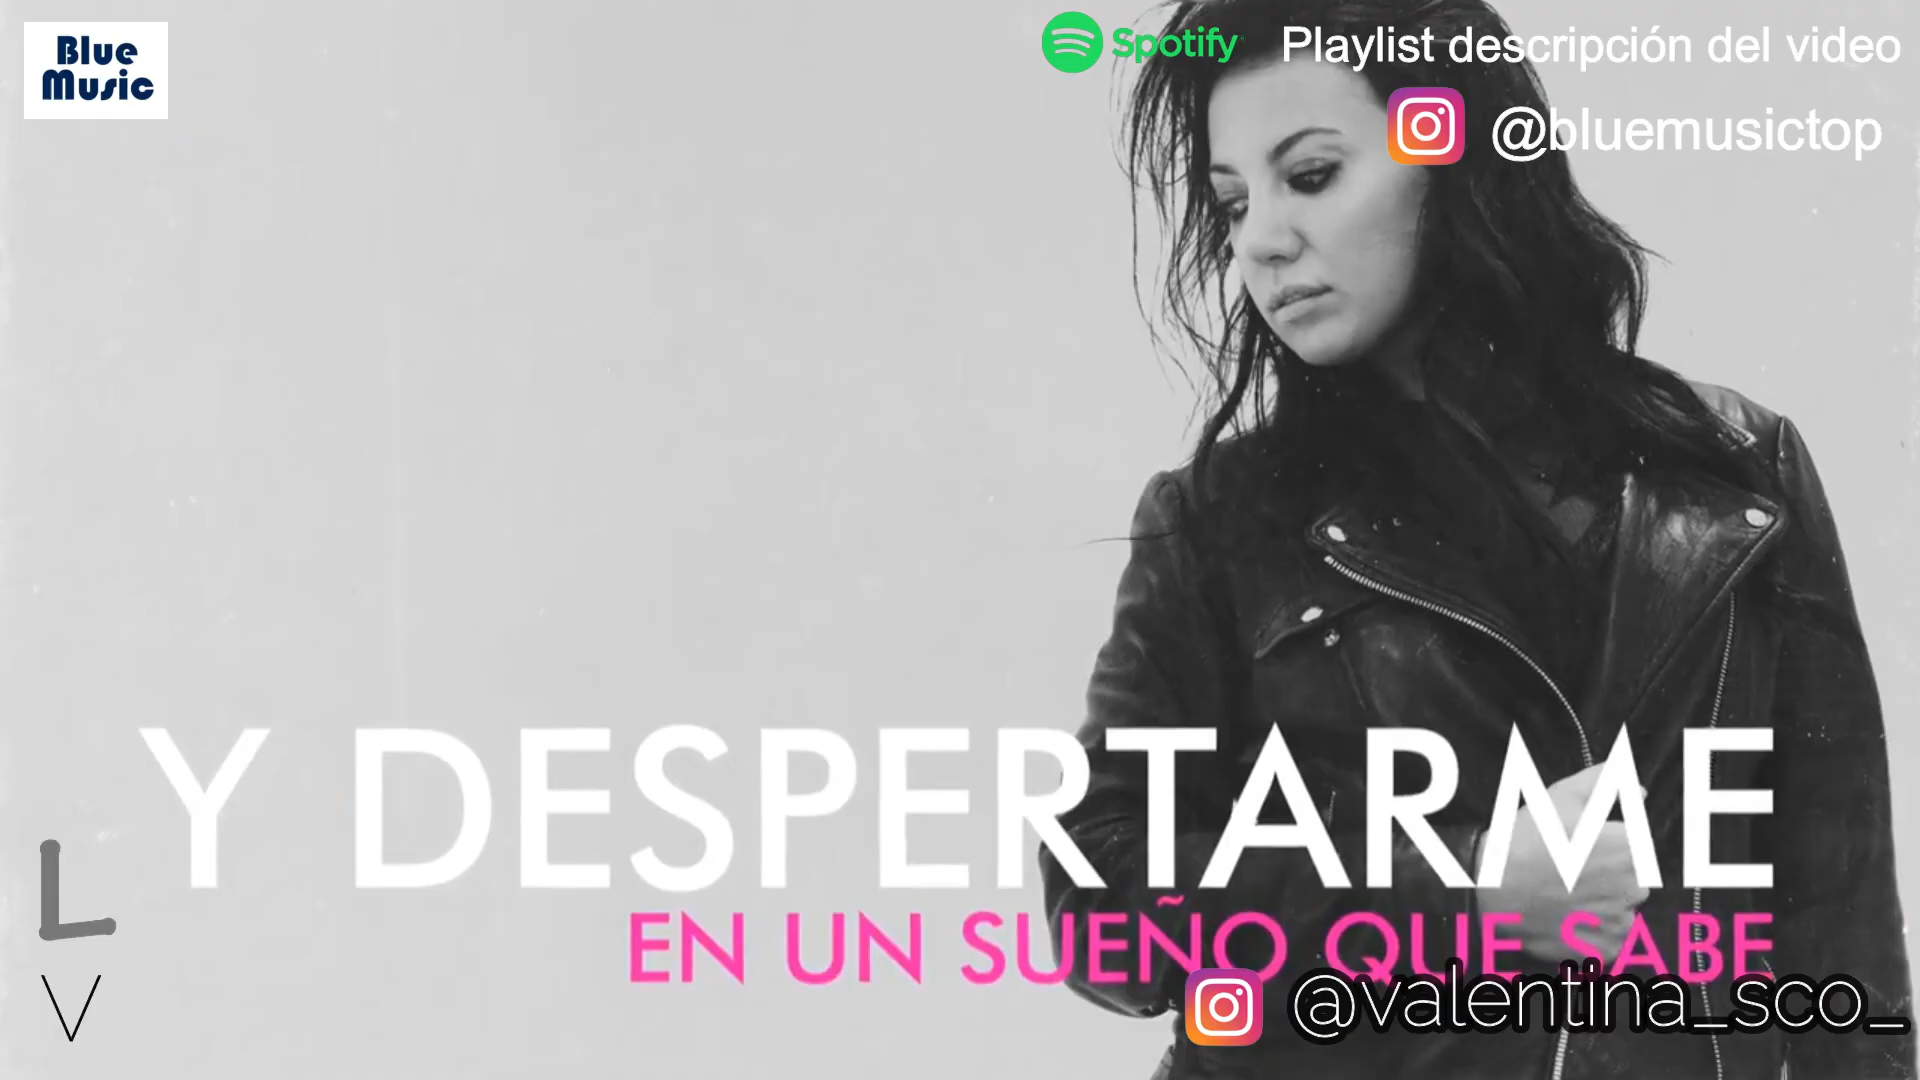 Blue
Music
Spotify
Playlist descripción del video
@bluemusictop
Y DESPERTARME
EN UN SUEÑO QUE SABE
@valentina_sco_
L
V